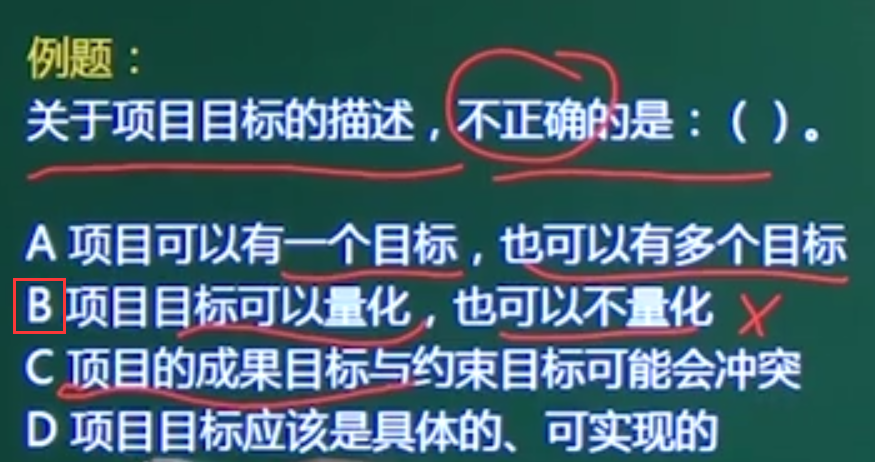 例题：
关于项目目标的描述，不正确的是：（ ）。
A 项目可以有一个目标，也可以有多个目标
B 项目目标可以量化，也可以不量化
C 项目的成果目标与约束目标可能会冲突
D 项目目标应该是具体的、可实现的